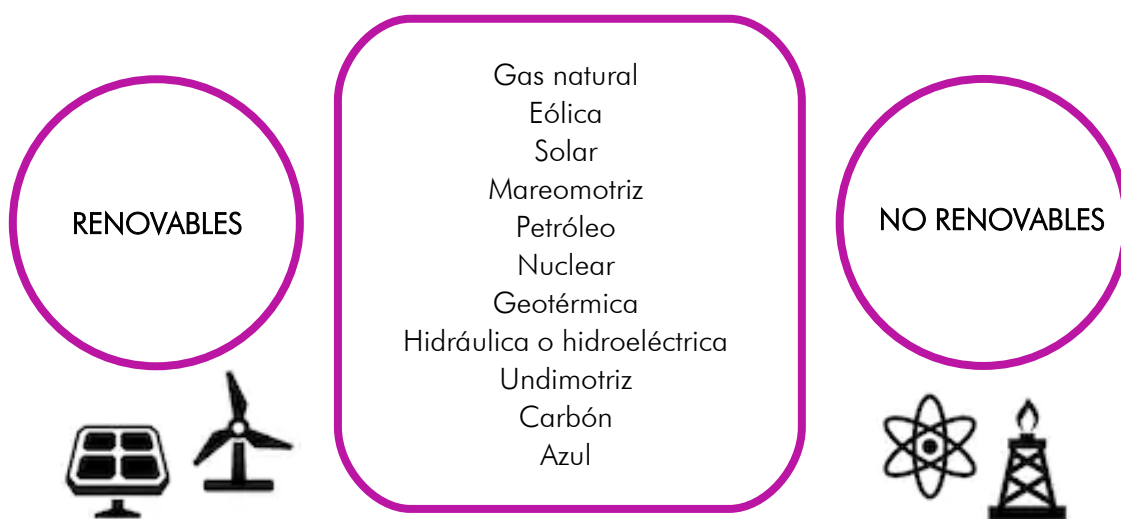 RENOVABLES
Gas natural
Eólica
Solar
Mareomotriz
Petróleo
Nuclear
Geotérmica
Hidráulica o hidroeléctrica
Undimotriz
Carbón
Azul
NO RENOVABLES